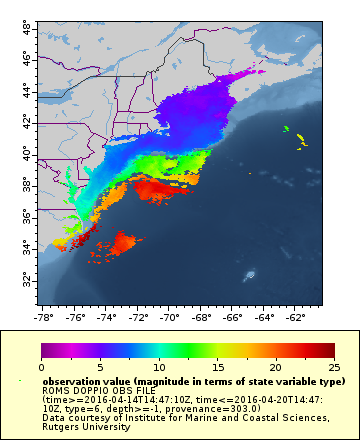 48°
46°
44°
42°
40°
38°
36°
34°
32°
-78° -76° -74° -72° -70° -68° -66° -64° -62°
0 5 10 15 20 25
observation value (magnitude in terms of state variable type)
ROMS DOPPIO OBS FILE
(time>=2016-04-14T14:47:10Z, time<=2016-04-20T14:47:
10Z, type=6, depth>=-1, provenance=303.0)
Data courtesy of Institute for Marine and Coastal Sciences,
Rutgers University